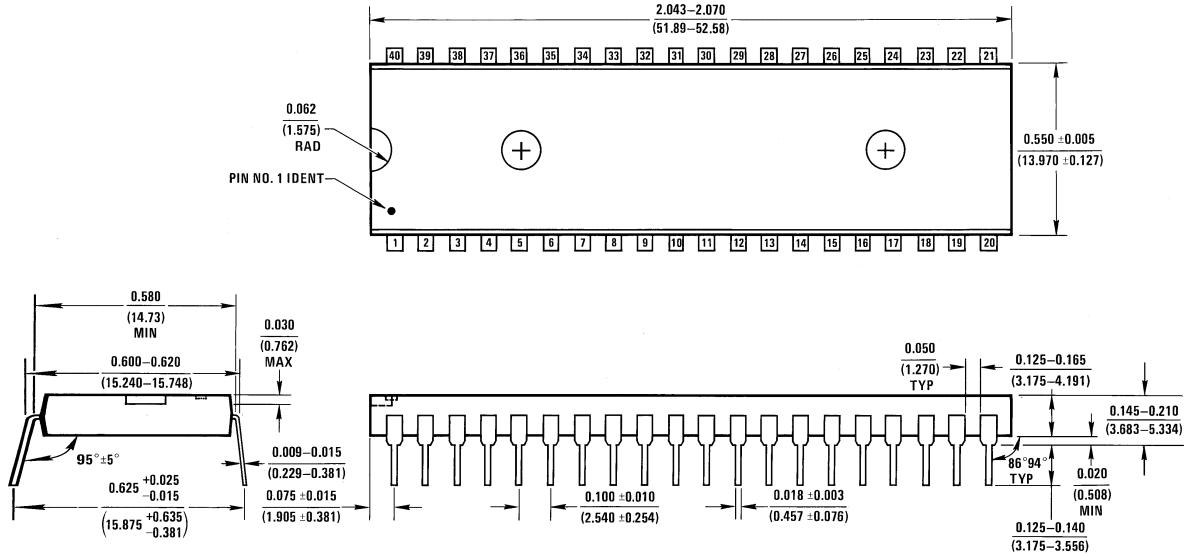 2.043–2.070
(51.89–52.58)
40 39 38 37 36 35 34 33 32 31 30 29 28 27 26 25 24 23 22 21
0.062
(1.575)
RAD
PIN NO. 1 IDENT
0.550 ±0.005
(13.970 ±0.127)
1 2 3 4 5 6 7 8 9 10 11 12 13 14 15 16 17 18 19 20
0.580
(14.73)
MIN
0.030
(0.762)
MAX
0.600–0.620
(15.240–15.748)
95°±5°
0.009–0.015
(0.229–0.381)
0.625 +0.025 −0.015
(15.875 +0.635 −0.381)
0.075 ±0.015
(1.905 ±0.381)
0.100 ±0.010
(2.540 ±0.254)
0.018 ±0.003
(0.457 ±0.076)
0.050
(1.270)
TYP
0.125–0.165
(3.175–4.191)
0.145–0.210
(3.683–5.334)
86°94°
TYP
0.020
(0.508)
MIN
0.125–0.140
(3.175–3.556)